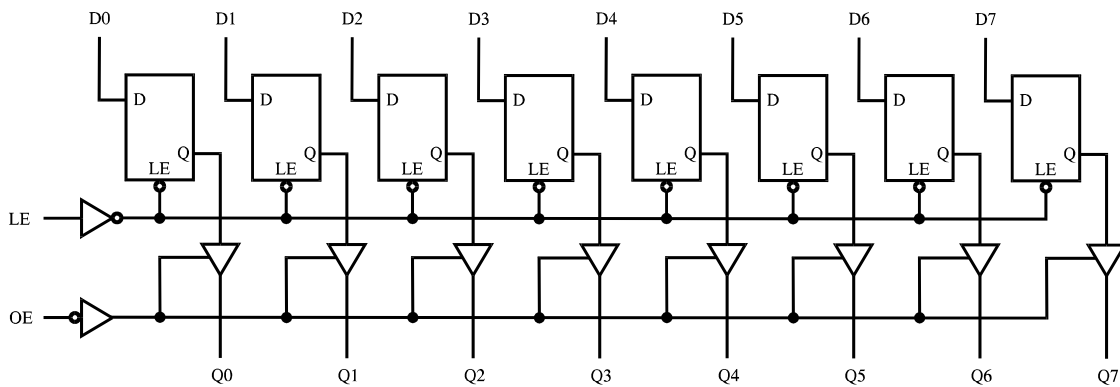 D0 D1 D2 D3 D4 D5 D6 D7
D D D D D D D D
Q Q Q Q Q Q Q Q
LE LE LE LE LE LE LE LE
LE
OE
Q0 Q1 Q2 Q3 Q4 Q5 Q6 Q7